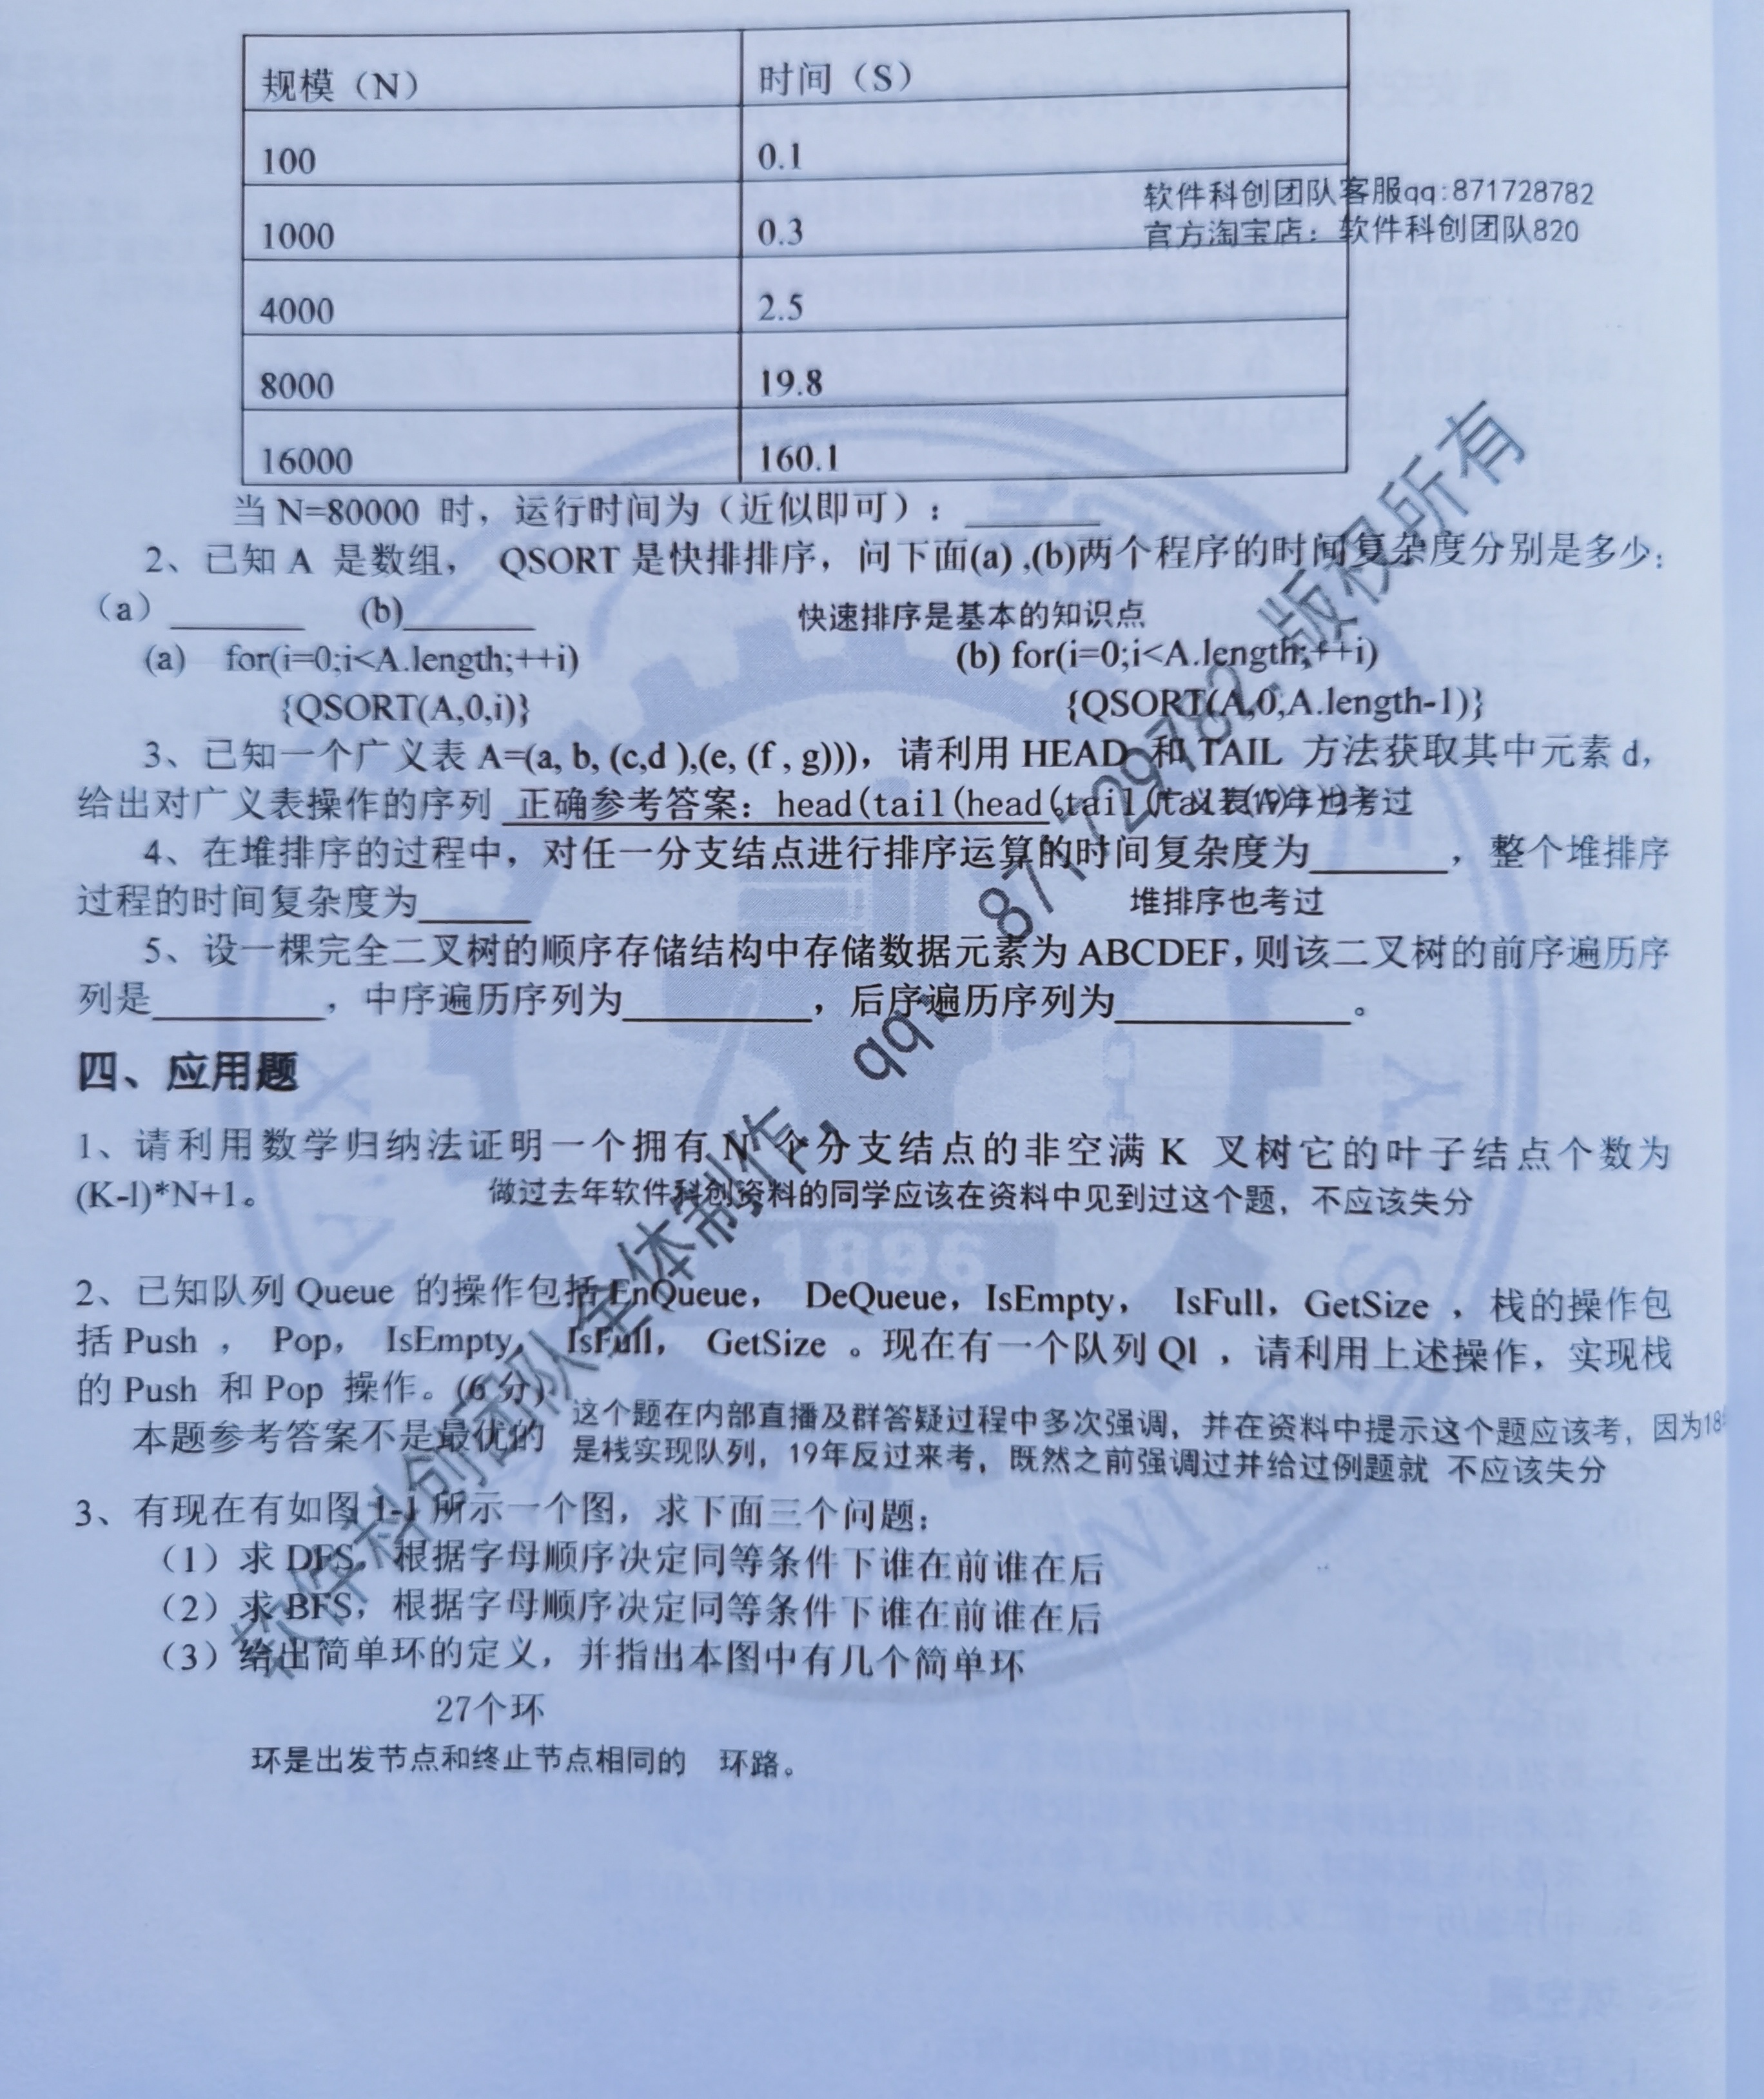 规模（N） 时间（S）
100 0.1
1000 0.3
4000 2.5
8000 19.8
16000 160.1
软件科创团队客服qq:871728782
官方淘宝店：软件科创团队820
当 N=80000 时，运行时间为（近似即可）：______
2、已知 A 是数组， QSORT 是快排排序，问下面(a) ,(b)两个程序的时间复杂度分别是多少：
（a）______ (b)______
快速排序是基本的知识点
(a) for(i=0;i<A.length;++i) (b) for(i=0;i<A.length;++i)
{QSORT(A,0,i)} {QSORT(A,0,A.length-1)}
3、已知一个广义表 A=(a, b, (c,d ),(e, (f , g)))，请利用 HEAD 和 TAIL 方法获取其中元素 d，
给出对广义表操作的序列 正确参考答案：head(tail(head(tail(tail(A)))))
广义表19年也考过
4、在堆排序的过程中，对任一分支结点进行排序运算的时间复杂度为______，整个堆排序
过程的时间复杂度为_____
堆排序也考过
5、设一棵完全二叉树的顺序存储结构中存储数据元素为 ABCDEF，则该二叉树的前序遍历序
列是________，中序遍历序列为________，后序遍历序列为__________。
四、应用题
1、请利用数学归纳法证明一个拥有 N 个分支结点的非空满 K 叉树它的叶子结点个数为
(K-l)*N+1。
做过去年软件科创资料的同学应该在资料中见到过这个题，不应该失分
2、已知队列 Queue 的操作包括 EnQueue， DeQueue，IsEmpty， IsFull，GetSize ，栈的操作包
括 Push ， Pop， IsEmpty， IsFull， GetSize 。现在有一个队列 Ql ，请利用上述操作，实现栈
的 Push 和 Pop 操作。(6 分)
本题参考答案不是最优的
这个题在内部直播及群答疑过程中多次强调，并在资料中提示这个题应该考，因为18
是栈实现队列，19年反过来考，既然之前强调过并给过例题就 不应该失分
3、有现在有如图 1-1 所示一个图，求下面三个问题：
（1）求 DFS，根据字母顺序决定同等条件下谁在前谁在后
（2）求 BFS，根据字母顺序决定同等条件下谁在前谁在后
（3）给出简单环的定义，并指出本图中有几个简单环
27个环
环是出发节点和终止节点相同的 环路。
1896